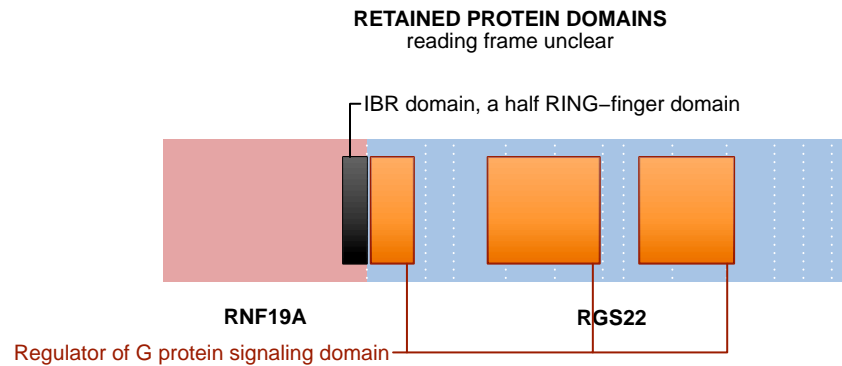 RETAINED PROTEIN DOMAINS
reading frame unclear
IBR domain, a half RING−finger domain
RNF19A
RGS22
Regulator of G protein signaling domain